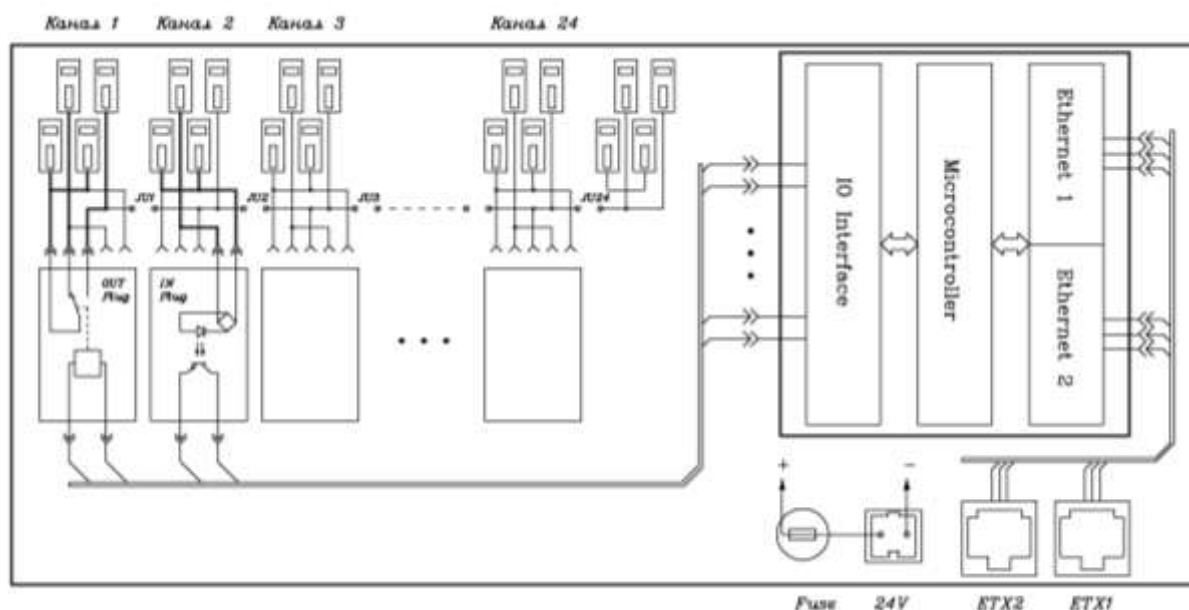 Канал 1 Канал 2 Канал 3 Канал 24
JU1 JU2 JU3 JU24
OUT
Plug
IN
Plug
IO Interface
Microcontroller
Ethernet 1
Ethernet 2
+ -
Fuse 24V ETX2 ETX1